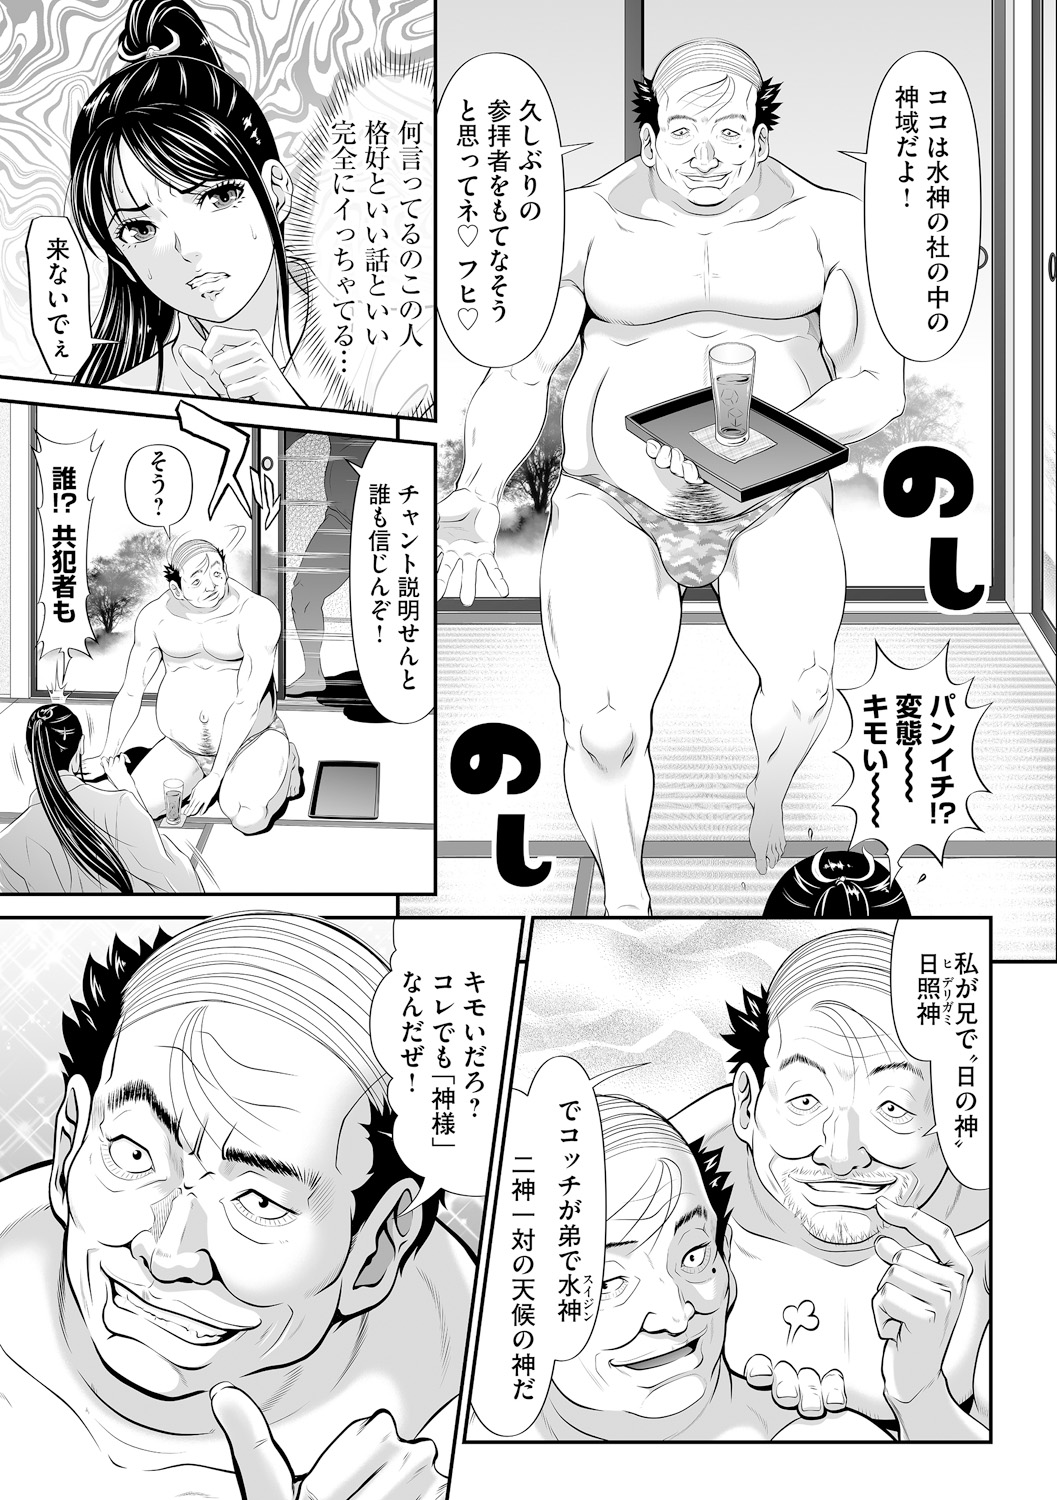 ココは水神の社の中の
神域だよ！
久しぶりの
参拝者をもてなそう
と思ってネ♡フヒ♡
のし
のし
パンイチ!?
変態〜〜
キモい〜〜
何言ってるのこの人
格好といい話といい
完全にイっちゃてる…
来ないでぇ
チャント説明せんと
誰も信じんぞ！
そう？
誰!?共犯者も
私が兄で〝日の神〟
日照神
ヒデリガミ
でコッチが弟で水神
スイジン
二神一対の天候の神だ
キモいだろ？
コレでも「神様」
なんだぜ！